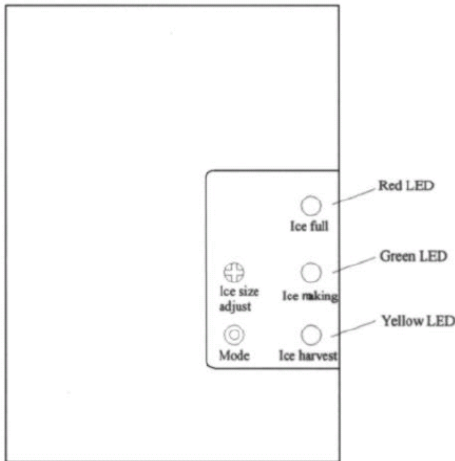 Red LED
Ice full
Green LED
Ice size
adjust
Ice making
Yellow LED
Mode
Ice harvest